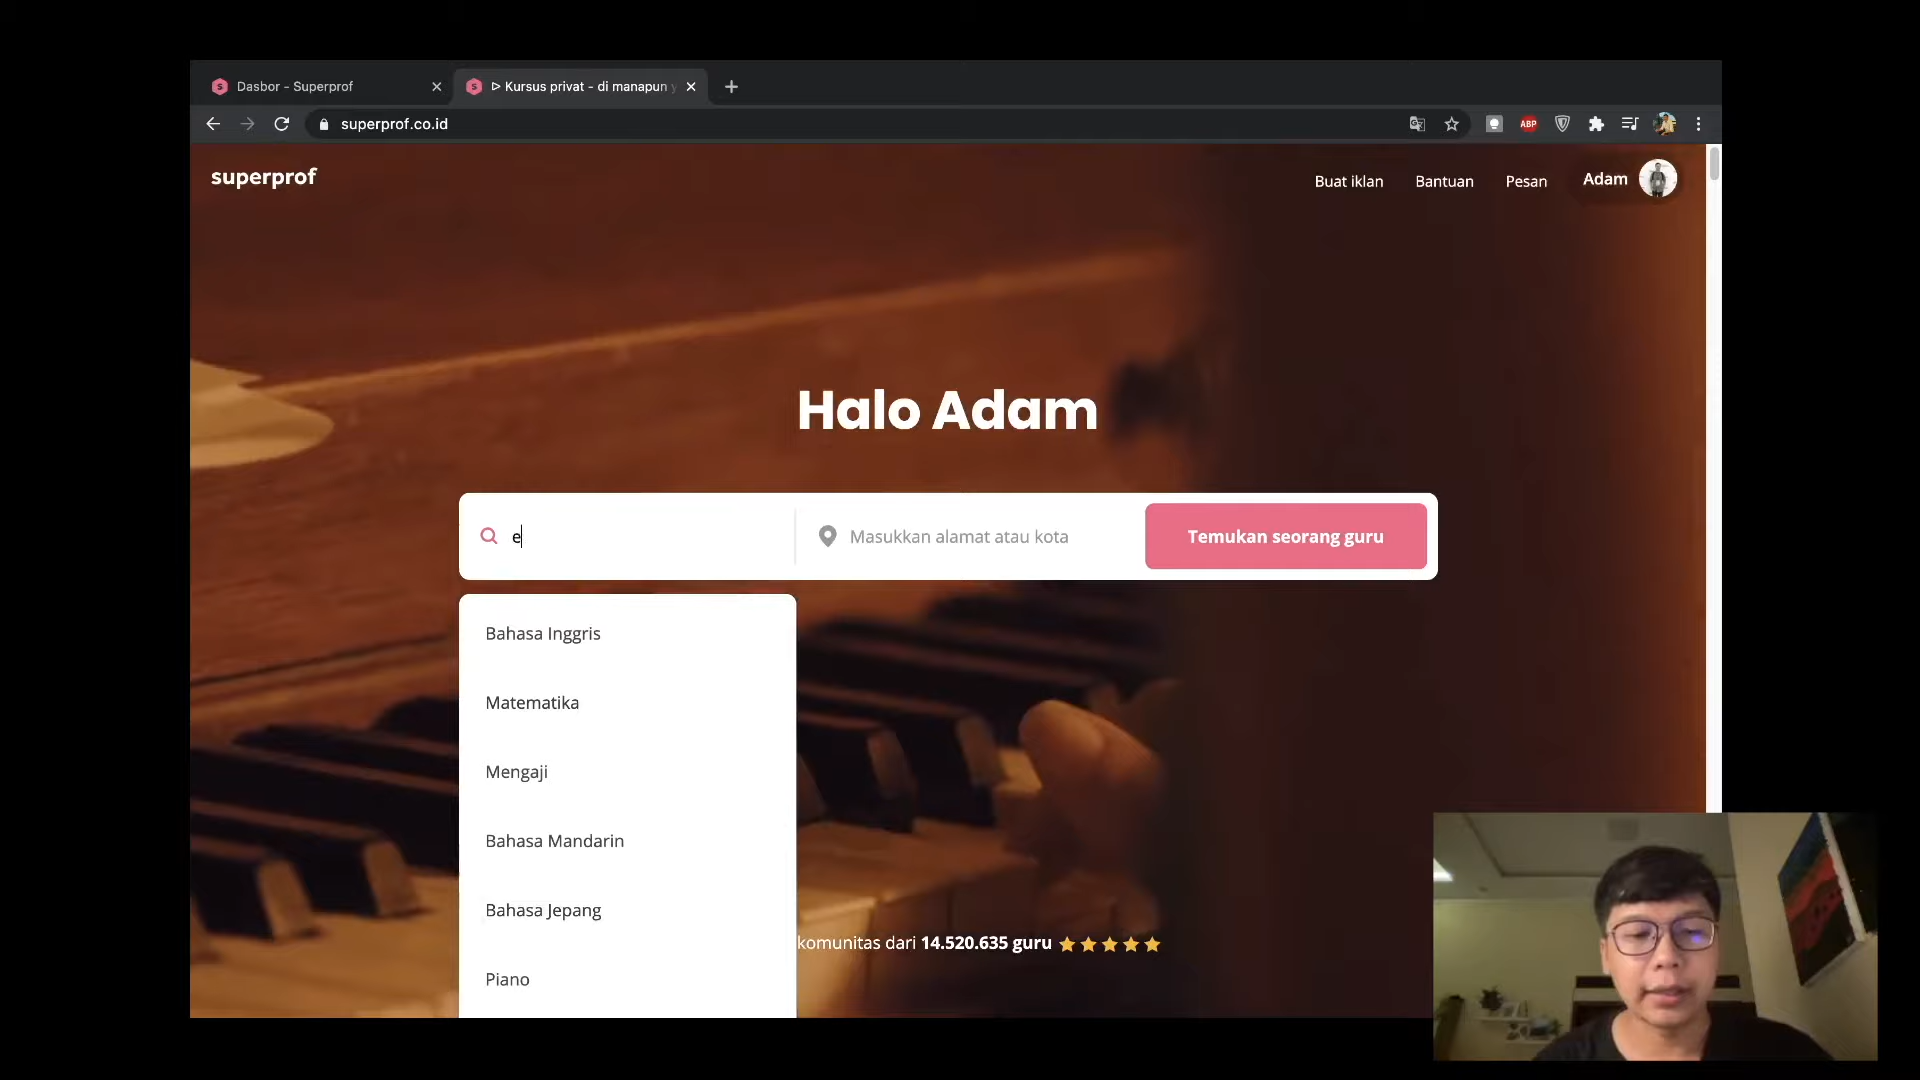 Dasbor - Superprof
▷ Kursus privat - di manapun y
superprof.co.id
ABP
superprof
Buat iklan
Bantuan
Pesan
Adam
Halo Adam
e
Masukkan alamat atau kota
Temukan seorang guru
Bahasa Inggris
Matematika
Mengaji
Bahasa Mandarin
Bahasa Jepang
komunitas dari 14.520.635 guru
Piano